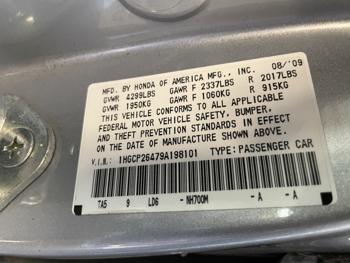 MFD. BY HONDA OF AMERICA MFG., INC. 08/'09
GVWR 4299LBS GAWR F 2337LBS R 2017LBS
GVWR 1950KG GAWR F 1060KG R 915KG
THIS VEHICLE CONFORMS TO ALL APPLICABLE
FEDERAL MOTOR VEHICLE SAFETY, BUMPER,
AND THEFT PREVENTION STANDARDS IN EFFECT
ON THE DATE OF MANUFACTURE SHOWN ABOVE.
V.I.N.: 1HGCP26479A198101 TYPE: PASSENGER CAR
TA5 9 LD6 - NH700M -A -A